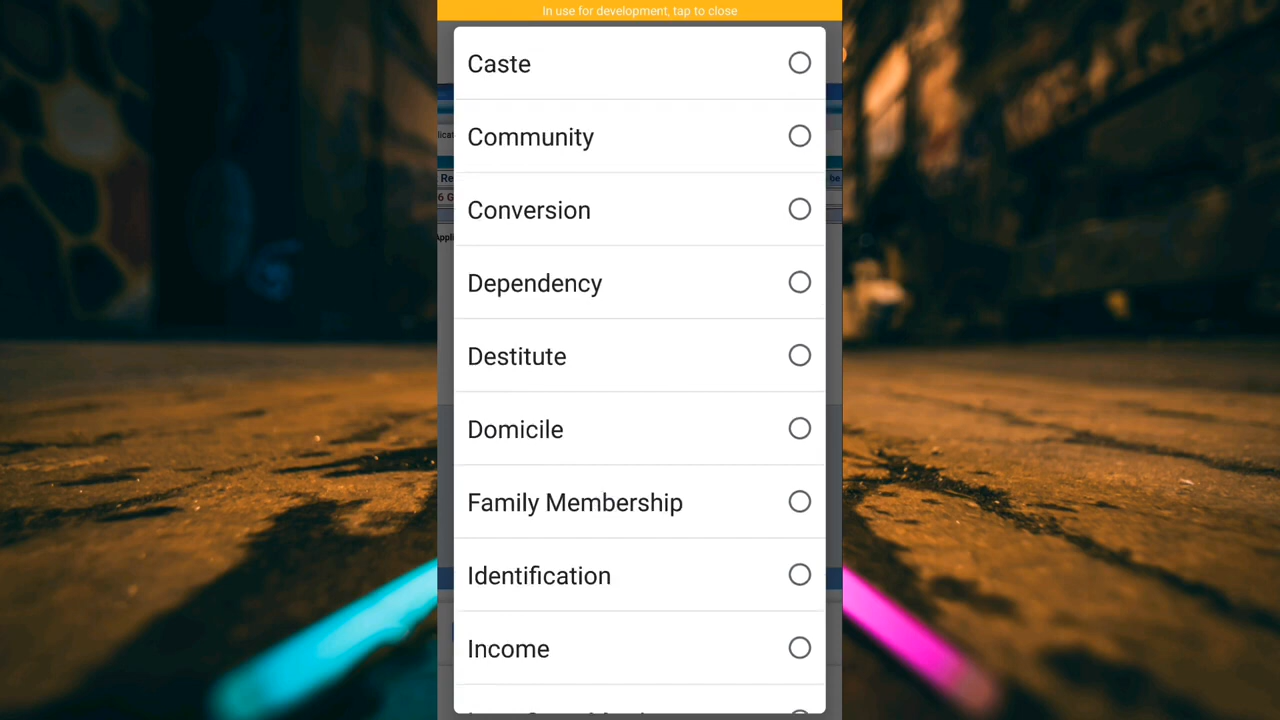 In use for development, tap to close.
Caste
Community
Conversion
Dependency
Destitute
Domicile
Family Membership
Identification
Income